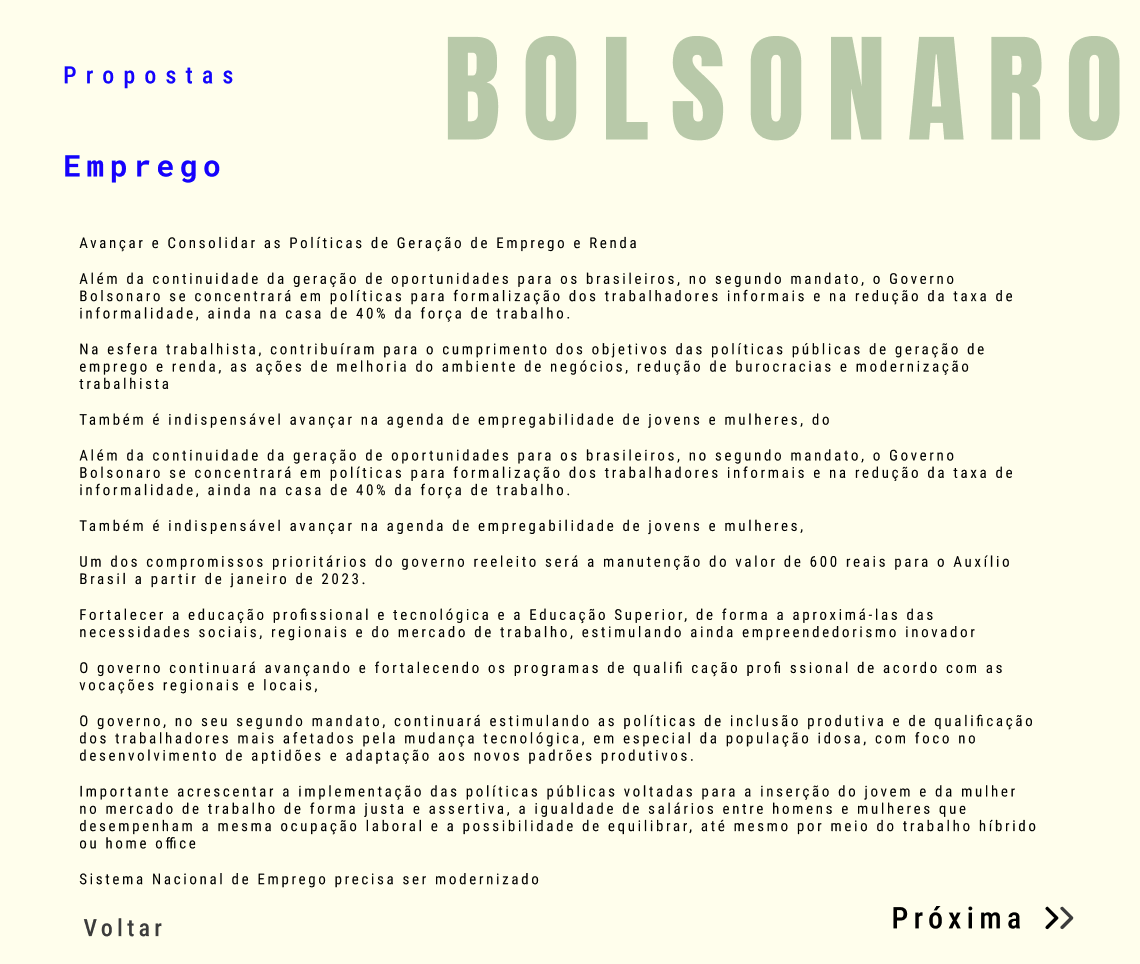 BOLSONARO
Propostas
Emprego
Avançar e Consolidar as Políticas de Geração de Emprego e Renda
Além da continuidade da geração de oportunidades para os brasileiros, no segundo mandato, o Governo
Bolsonaro se concentrará em políticas para formalização dos trabalhadores informais e na redução da taxa de
informalidade, ainda na casa de 40% da força de trabalho.
Na esfera trabalhista, contribuíram para o cumprimento dos objetivos das políticas públicas de geração de
emprego e renda, as ações de melhoria do ambiente de negócios, redução de burocracias e modernização
trabalhista
Também é indispensável avançar na agenda de empregabilidade de jovens e mulheres, do
Além da continuidade da geração de oportunidades para os brasileiros, no segundo mandato, o Governo
Bolsonaro se concentrará em políticas para formalização dos trabalhadores informais e na redução da taxa de
informalidade, ainda na casa de 40% da força de trabalho.
Também é indispensável avançar na agenda de empregabilidade de jovens e mulheres,
Um dos compromissos prioritários do governo reeleito será a manutenção do valor de 600 reais para o Auxílio
Brasil a partir de janeiro de 2023.
Fortalecer a educação profissional e tecnológica e a Educação Superior, de forma a aproximá-las das
necessidades sociais, regionais e do mercado de trabalho, estimulando ainda empreendedorismo inovador
O governo continuará avançando e fortalecendo os programas de qualifi cação profi ssional de acordo com as
vocações regionais e locais,
O governo, no seu segundo mandato, continuará estimulando as políticas de inclusão produtiva e de qualificação
dos trabalhadores mais afetados pela mudança tecnológica, em especial da população idosa, com foco no
desenvolvimento de aptidões e adaptação aos novos padrões produtivos.
Importante acrescentar a implementação das políticas públicas voltadas para a inserção do jovem e da mulher
no mercado de trabalho de forma justa e assertiva, a igualdade de salários entre homens e mulheres que
desempenham a mesma ocupação laboral e a possibilidade de equilibrar, até mesmo por meio do trabalho híbrido
ou home office
Sistema Nacional de Emprego precisa ser modernizado
Voltar
Próxima